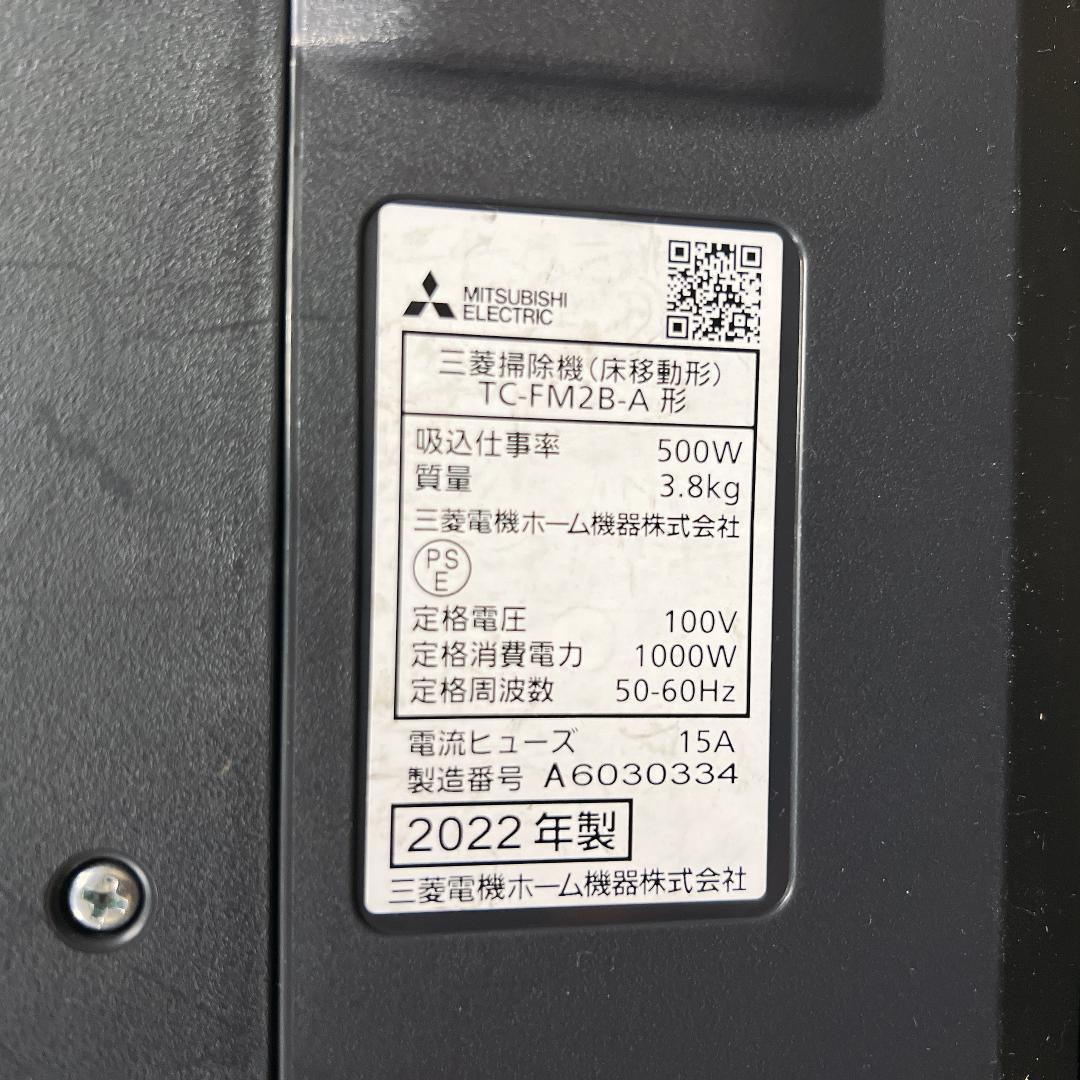 MITSUBISHI
ELECTRIC
三菱掃除機(床移動形)
TC-FM2B-A 形
吸込仕事率 500W
質量 3.8kg
三菱電機ホーム機器株式会社
PS
E
定格電圧 100V
定格消費電力 1000W
定格周波数 50-60Hz
電流ヒューズ 15A
製造番号 A6030334
2022 年製
三菱電機ホーム機器株式会社